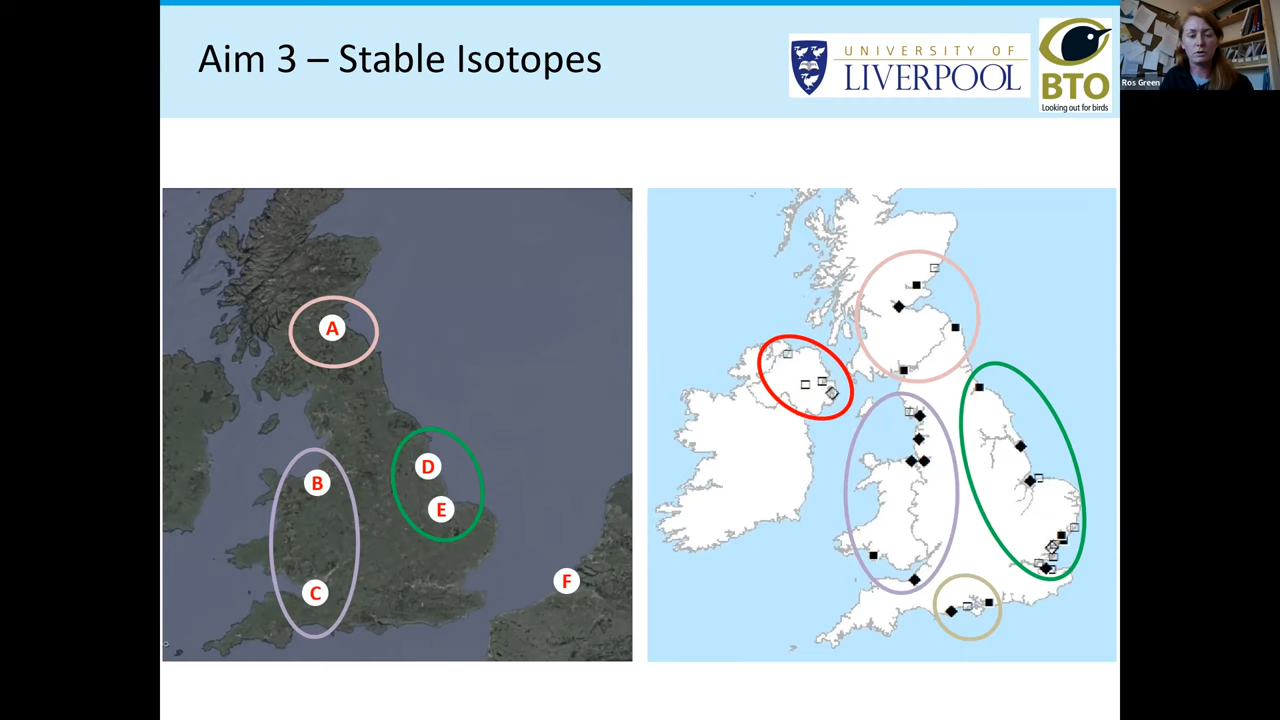 Aim 3 – Stable Isotopes
UNIVERSITY OF
LIVERPOOL
BTO
Looking out for birds
Ros Green
A
B
C
D
E
F